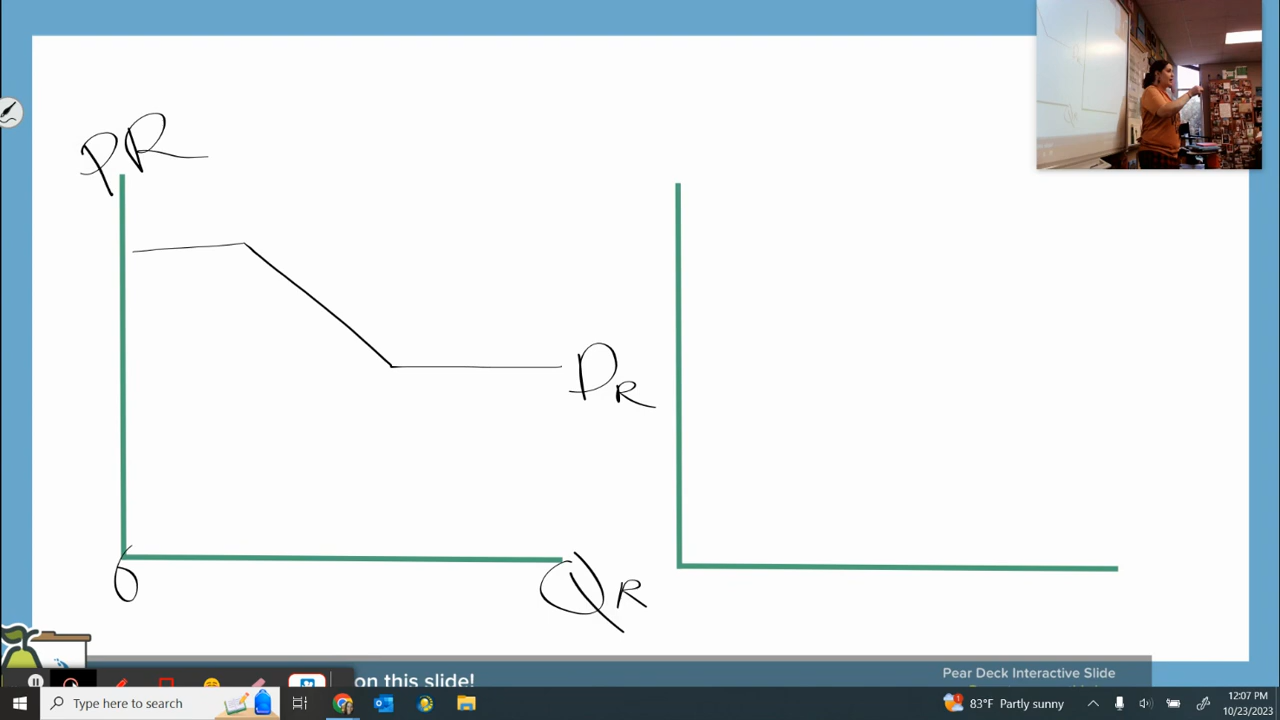 PR
DR
0
QR
on this slide!
Pear Deck Interactive Slide
Type here to search
83°F Partly sunny
12:07 PM
10/23/2023